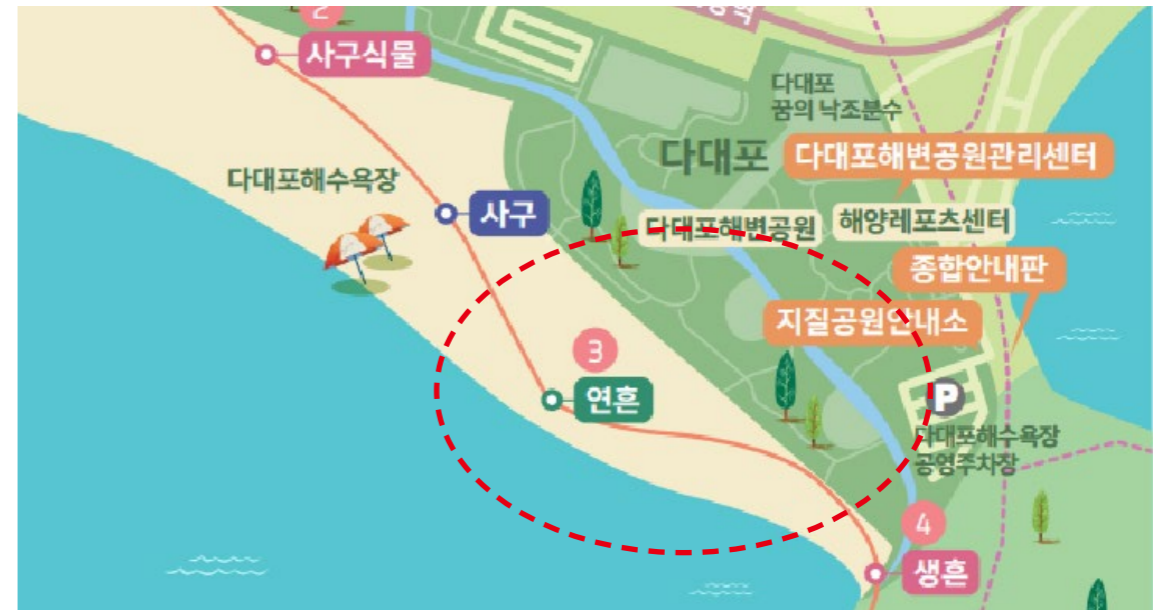 2
사구식물
다대포
꿈의 낙조분수
다대포
다대포해변공원관리센터
다대포해수욕장
사구
다대포해변공원
해양레포츠센터
종합안내판
지질공원안내소
3
연흔
P
다대포해수욕장
공영주차장
4
생흔